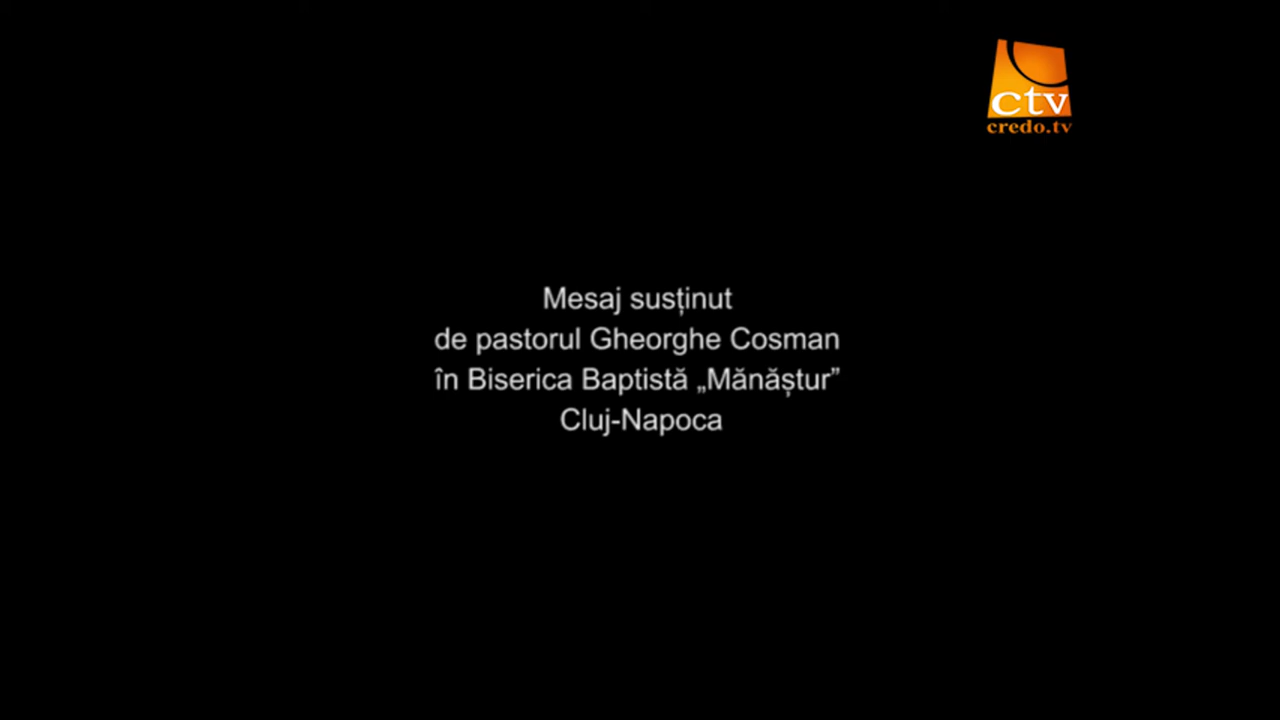 ctv
credo.tv
Mesaj susținut
de pastorul Gheorghe Cosman
în Biserica Baptistă „Mănăștur”
Cluj-Napoca